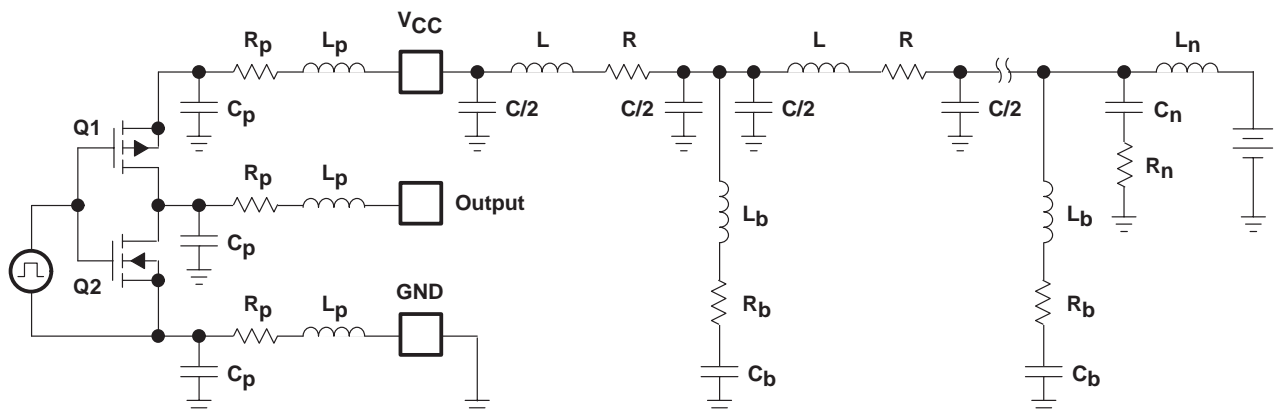 VCC
Rp Lp L R L R Ln
Cp C/2 C/2 C/2 C/2 Cn
Q1
Rn
Rp Lp
Output
Lb Lb
Cp
Q2
GND
Rp Lp
Rb Rb
Cp Cb Cb